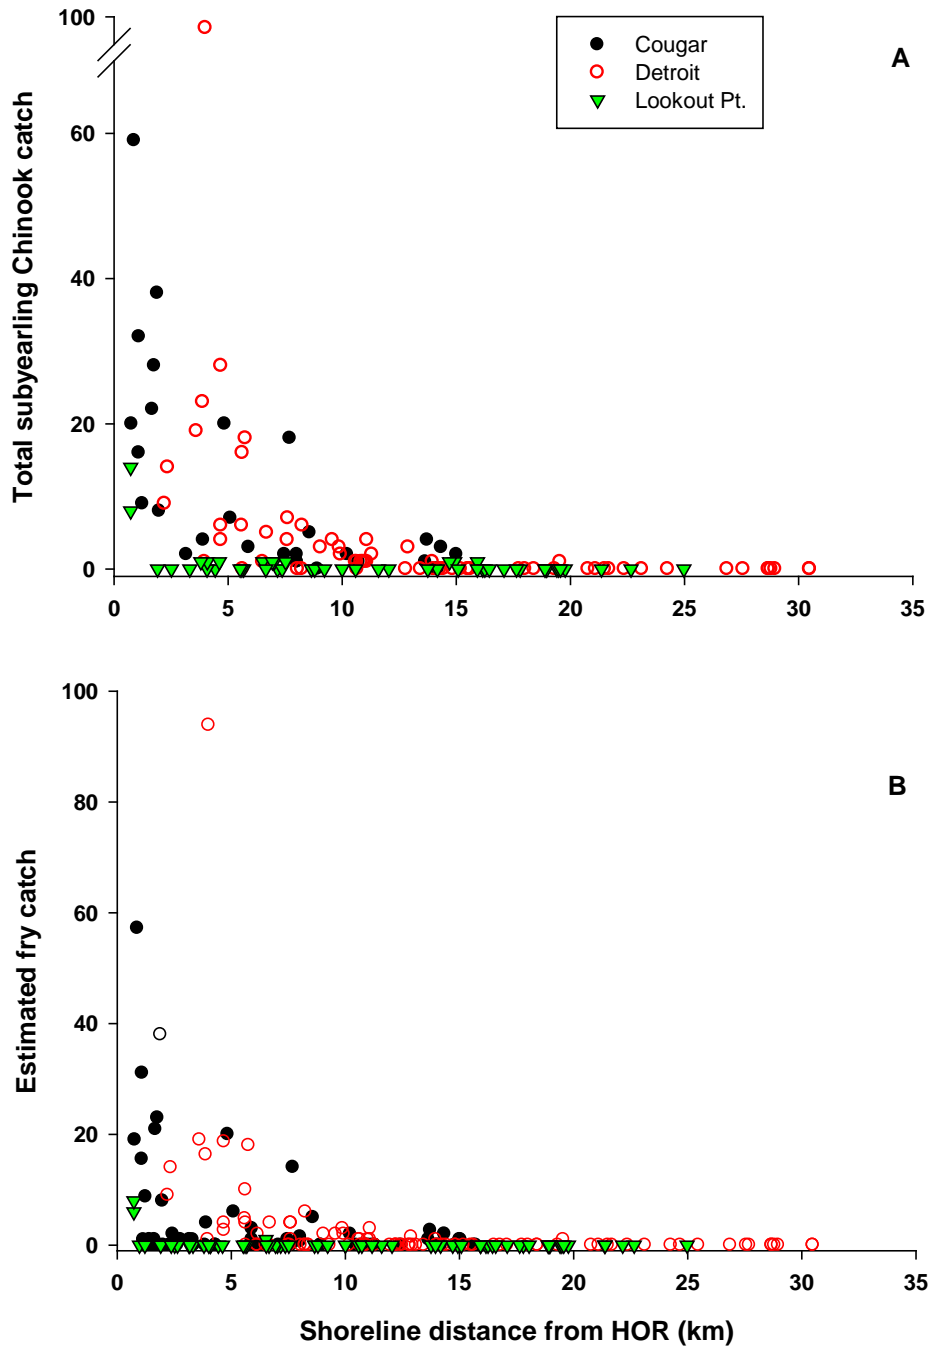 100
60
40
20
0
Total subyearling Chinook catch
Cougar
Detroit
Lookout Pt.
A
0 5 10 15 20 25 30 35
100
80
60
40
20
0
Estimated fry catch
B
0 5 10 15 20 25 30 35
Shoreline distance from HOR (km)